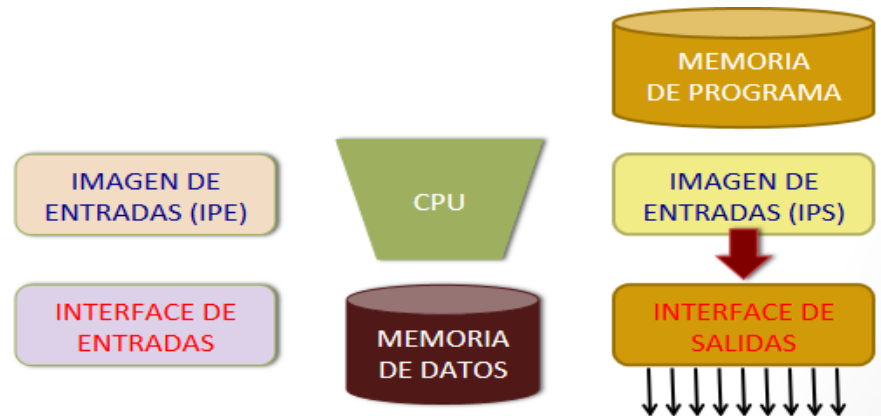 MEMORIA
DE PROGRAMA
IMAGEN DE
ENTRADAS (IPE)
CPU
IMAGEN DE
ENTRADAS (IPS)
INTERFACE DE
ENTRADAS
MEMORIA
DE DATOS
INTERFACE DE
SALIDAS